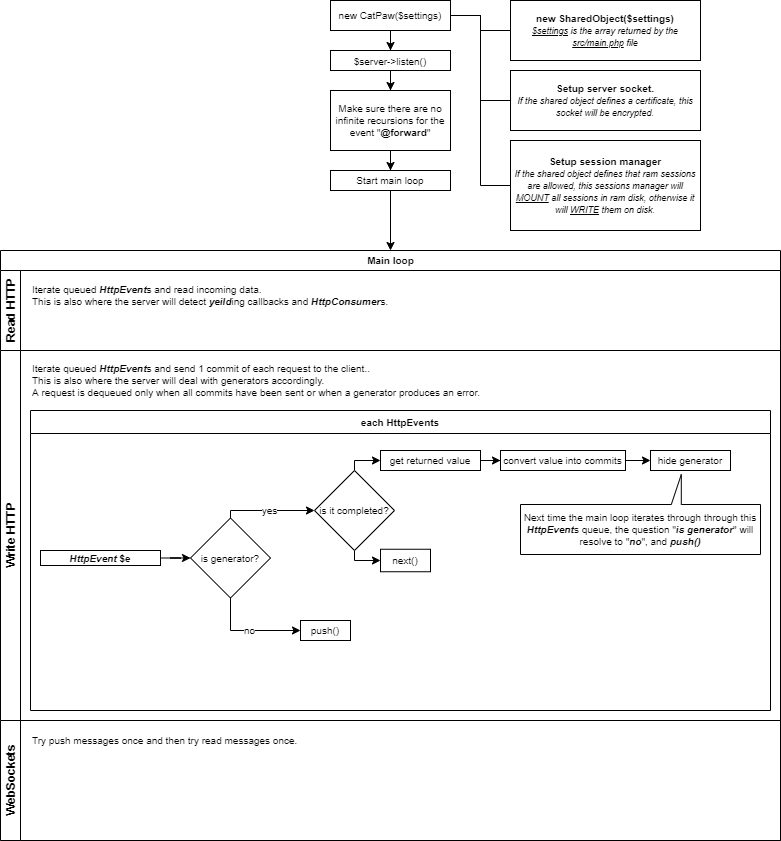 new CatPaw($settings)
$server->listen()
Make sure there are no
infinite recursions for the
event "@forward"
Start main loop
new SharedObject($settings)
$settings is the array returned by the
src/main.php file
Setup server socket.
If the shared object defines a certificate, this
socket will be encrypted.
Setup session manager
If the shared object defines that ram sessions
are allowed, this sessions manager will
MOUNT all sessions in ram disk, otherwise it
will WRITE them on disk.
Main loop
Read HTTP
Iterate queued HttpEvents and read incoming data.
This is also where the server will detect yeilding callbacks and HttpConsumers.
Write HTTP
Iterate queued HttpEvents and send 1 commit of each request to the client..
This is also where the server will deal with generators accordingly.
A request is dequeued only when all commits have been sent or when a generator produces an error.
each HttpEvents
HttpEvent $e
is generator?
yes
no
push()
is it completed?
next()
get returned value
convert value into commits
hide generator
Next time the main loop iterates through through this
HttpEvents queue, the question "is generator" will
resolve to "no", and push()
WebSockets
Try push messages once and then try read messages once.